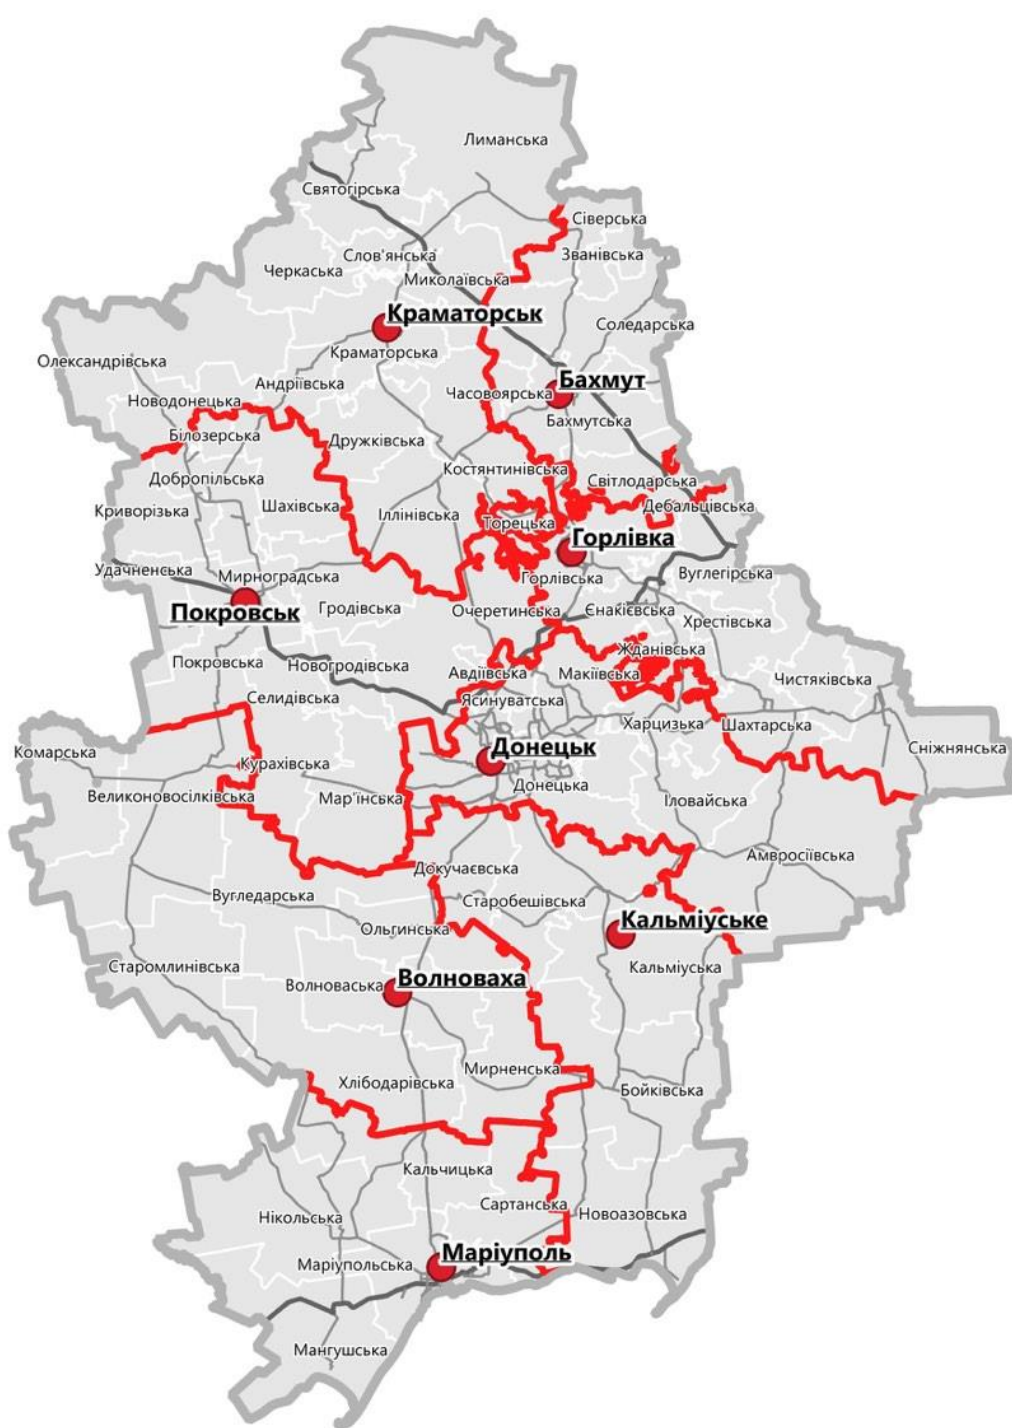 Лиманська
Святогірська
Сіверська
Слов'янська
Званівська
Черкаська
Миколаївська
Краматорськ
Соледарська
Краматорська
Олександрівська
Андріївська
Бахмут
Часовоярська
Новодонецька
Бахмутська
Білозерська
Дружківська
Костянтинівська
Добропільська
Світлодарська
Шахівська
Дебальцівська
Криворізька
Іллінівська
Торецька
Горлівка
Удачненська
Мирноградська
Горлівська
Вуглегірська
Покровськ
Гродівська
Очеретинська
Єнакієвська
Хрестівська
Жданівська
Покровська
Новогродівська
Авдіївська
Макіївська
Чистяківська
Селидівська
Ясинуватська
Харцизька
Шахтарська
Комарська
Донецьк
Сніжнянська
Курахівська
Донецька
Великоновосілківська
Мар'їнська
Іловайська
Амвросіївська
Докучаєвська
Вугледарська
Старобешівська
Кальміуське
Ольгинська
Старомлинівська
Волноваха
Кальміуська
Волноваська
Мирненська
Хлібодарівська
Бойківська
Кальчицька
Сартанська
Нікольська
Новоазовська
Маріуполь
Маріупольська
Мангушська